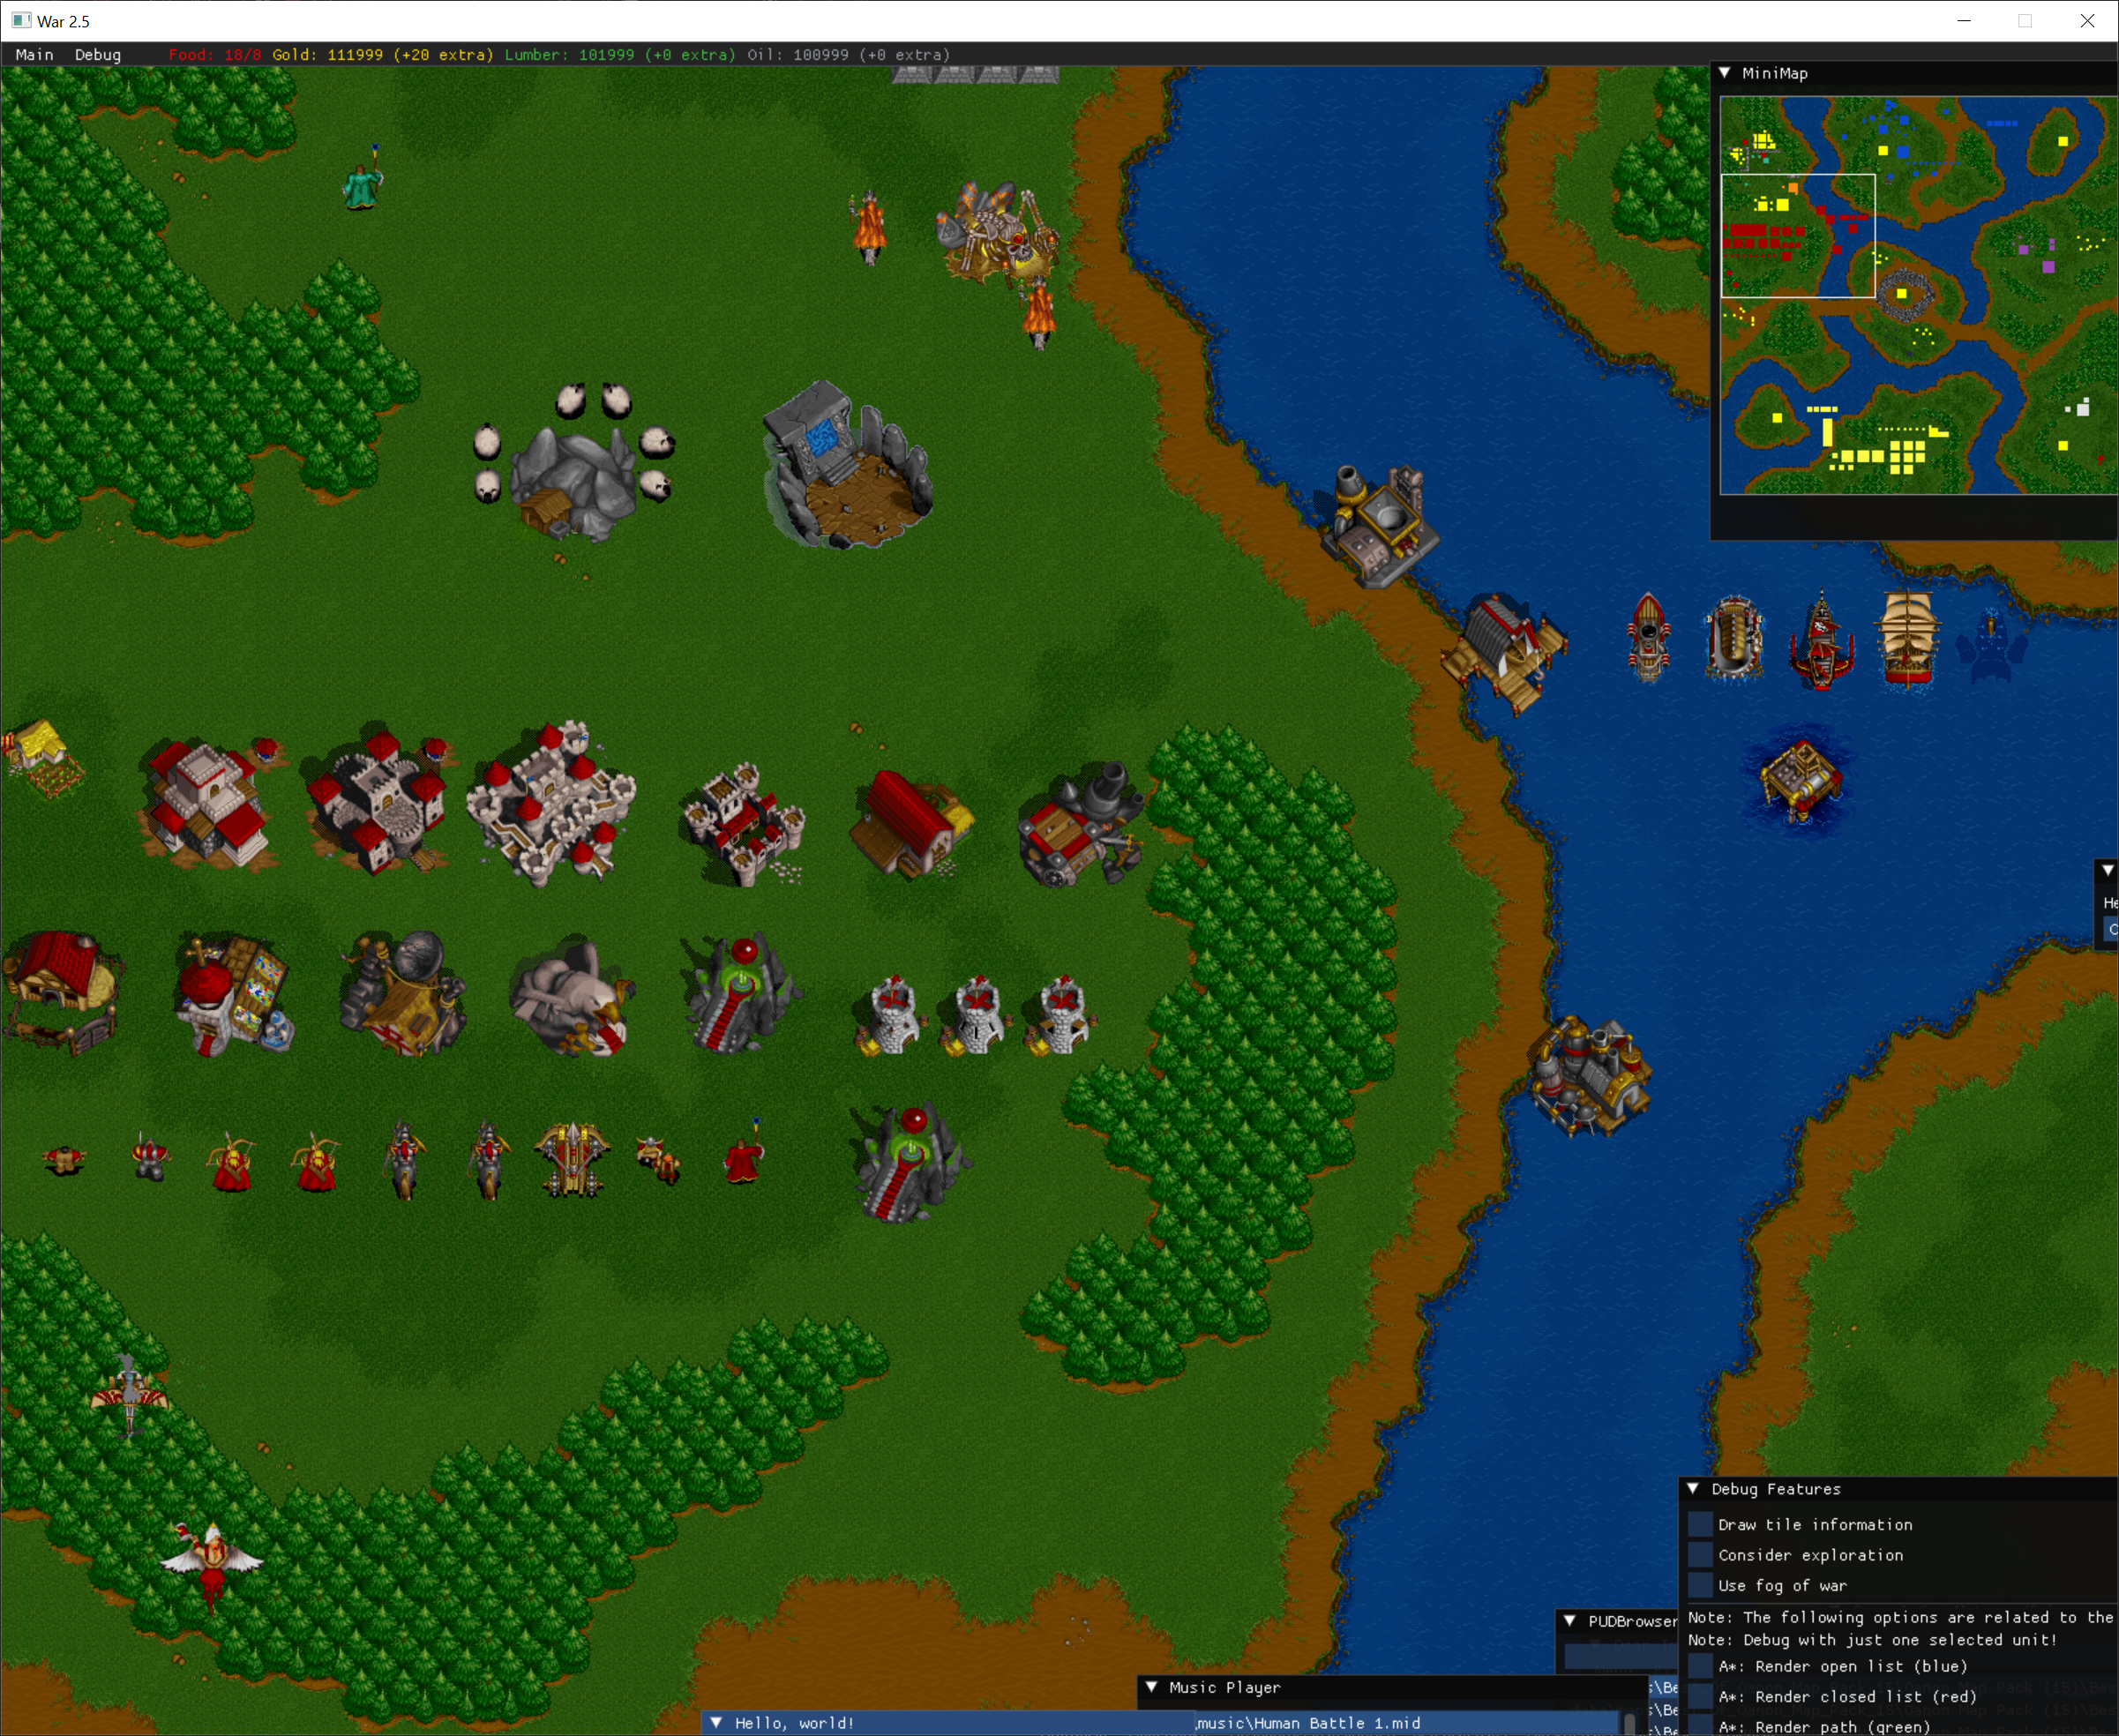 War 2.5
Main Debug Food: 18/8 Gold: 111999 (+20 extra) Lumber: 101999 (+0 extra) Oil: 100999 (+0 extra)
MiniMap
He
Debug Features
Draw tile information
Consider exploration
Use fog of war
Note: The following options are related to the
Note: Debug with just one selected unit!
A*: Render open list (blue)
A*: Render closed list (red)
A*: Render path (green)
PUDBrowser
Music Player
Hello, world!
music\Human Battle 1.mid